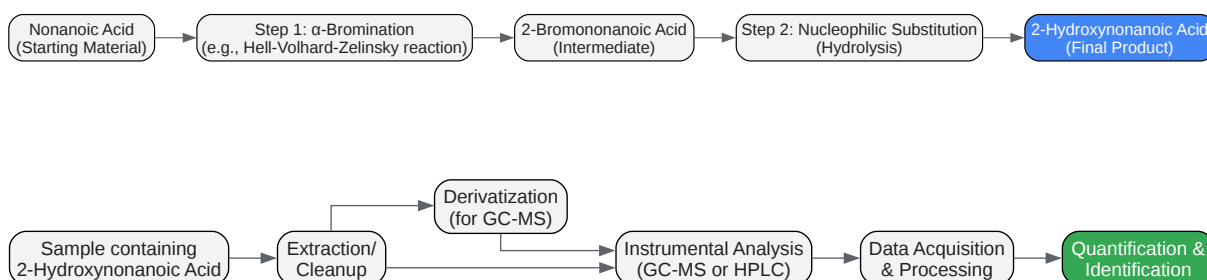 Nonanoic Acid
(Starting Material)
Step 1: α-Bromination
(e.g., Hell-Volhard-Zelinsky reaction)
2-Bromononanoic Acid
(Intermediate)
Step 2: Nucleophilic Substitution
(Hydrolysis)
2-Hydroxynonanoic Acid
(Final Product)
Derivatization
(for GC-MS)
Sample containing
2-Hydroxynonanoic Acid
Extraction/
Cleanup
Instrumental Analysis
(GC-MS or HPLC)
Data Acquisition
& Processing
Quantification &
Identification